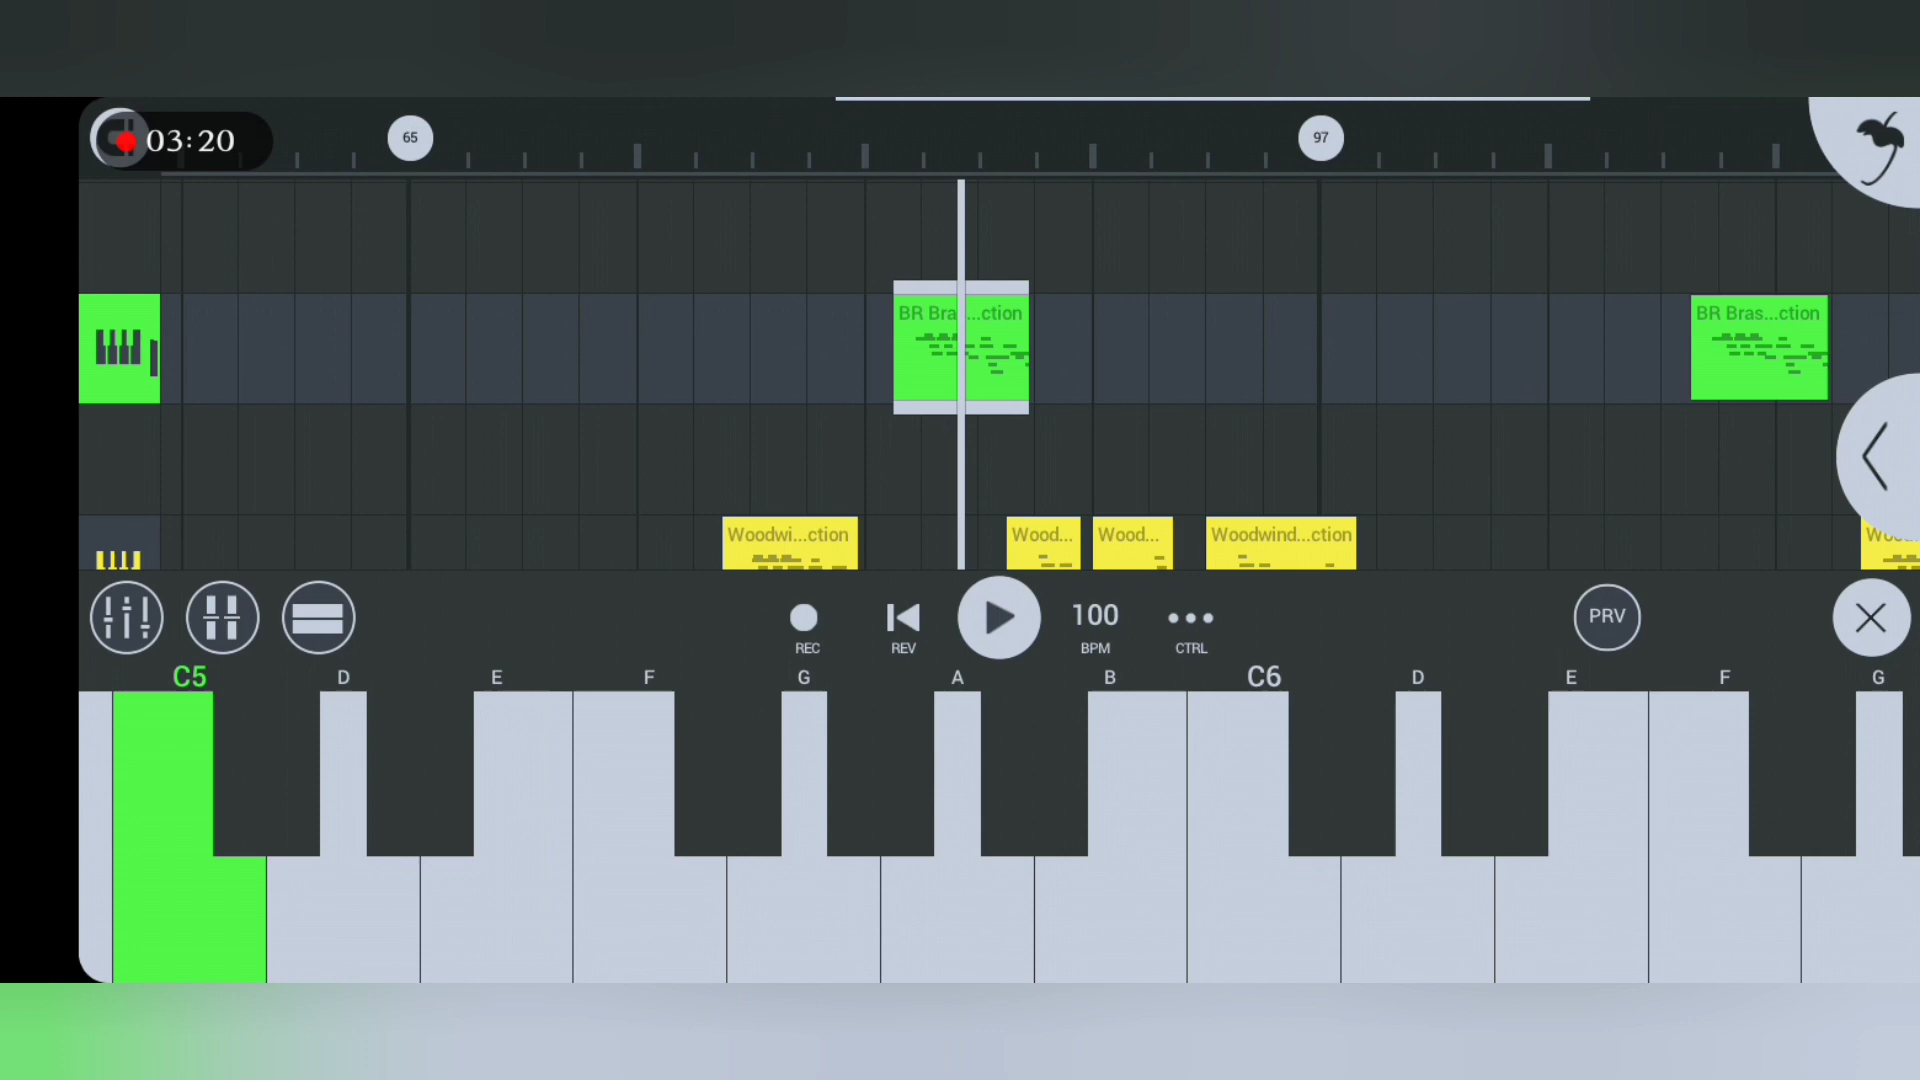 03:20
65
97
BR Bra...ction
BR Bras...ction
Woodwi...ction
Wood...
Wood...
Woodwind...ction
REC
REV
100
BPM
CTRL
PRV
C5
D
E
F
G
A
B
C6
D
E
F
G